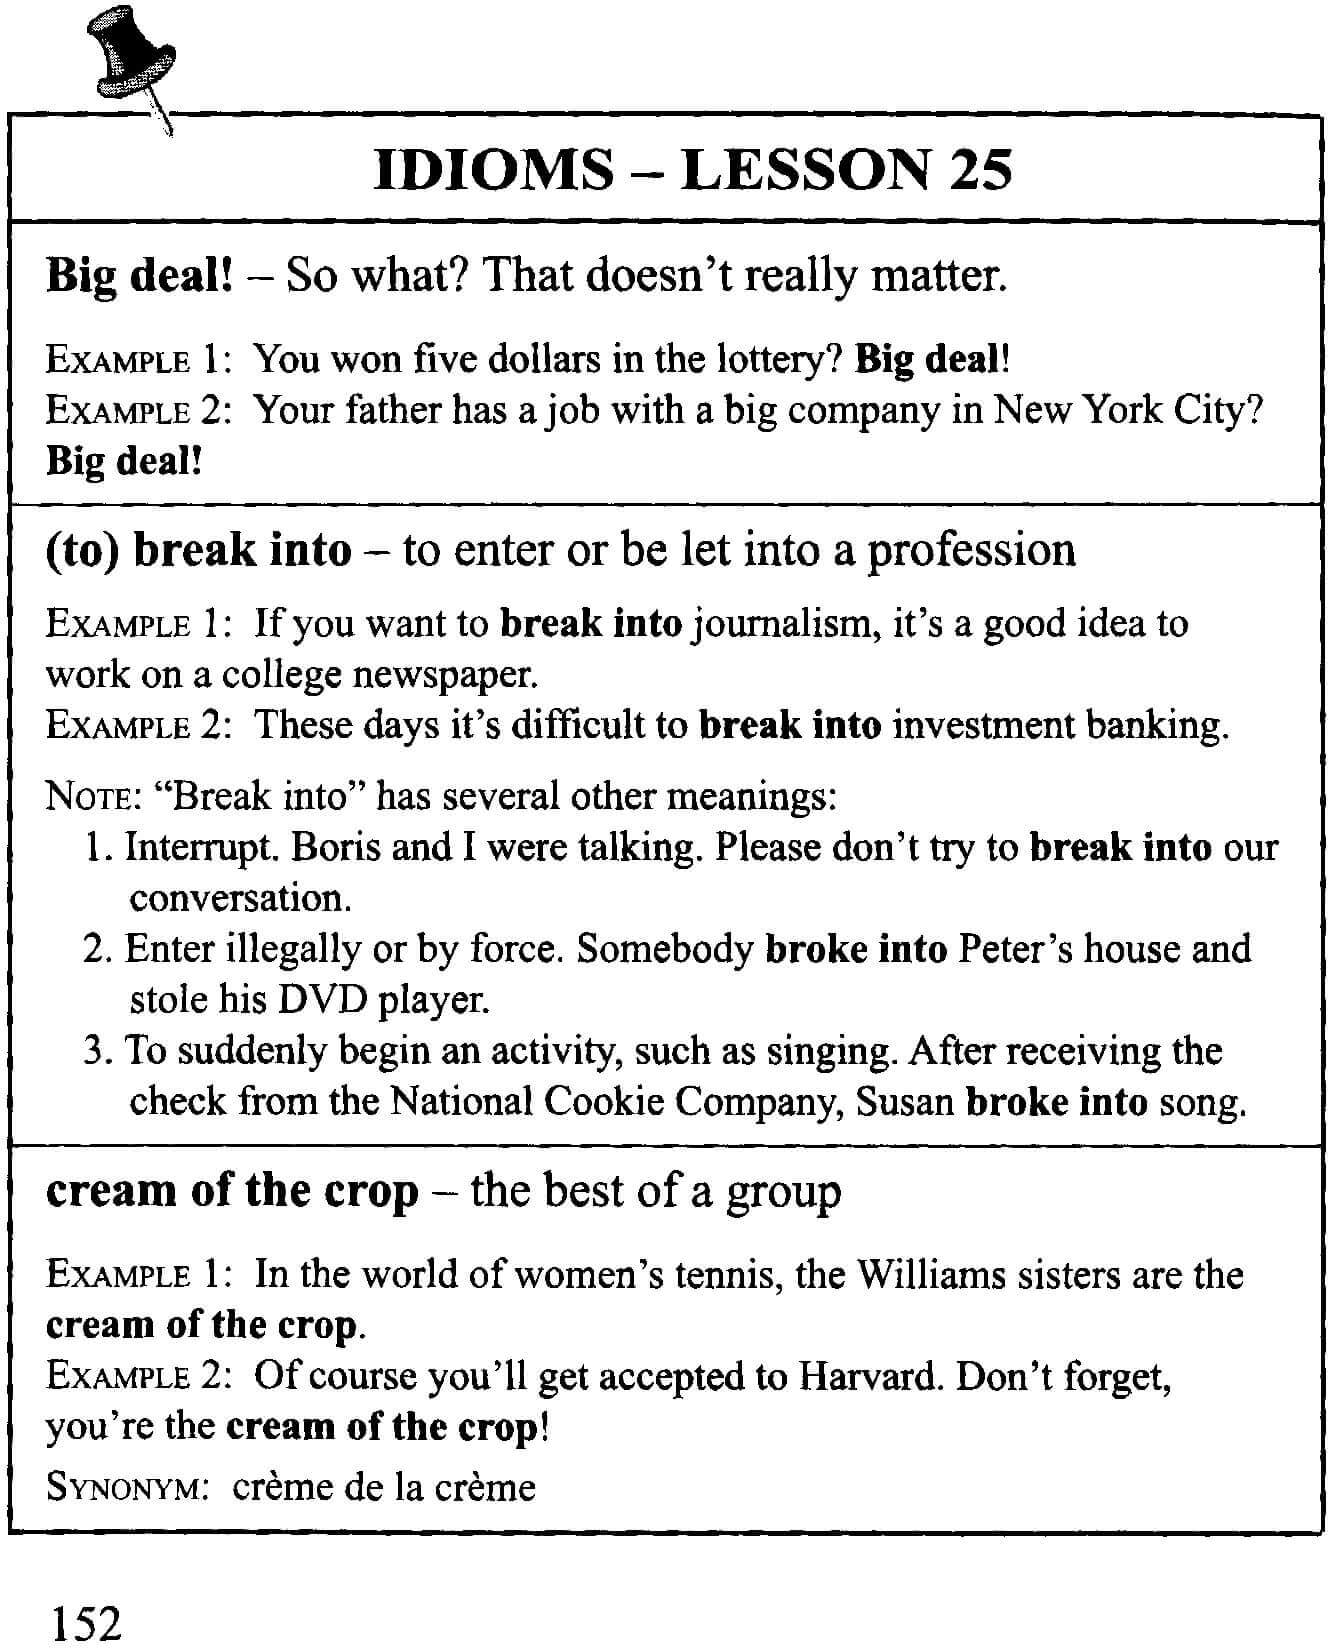 IDIOMS – LESSON 25
Big deal! – So what? That doesn't really matter.
EXAMPLE 1: You won five dollars in the lottery? Big deal!
EXAMPLE 2: Your father has a job with a big company in New York City?
Big deal!
(to) break into – to enter or be let into a profession
EXAMPLE 1: If you want to break into journalism, it's a good idea to
work on a college newspaper.
EXAMPLE 2: These days it's difficult to break into investment banking.
NOTE: “Break into” has several other meanings:
1. Interrupt. Boris and I were talking. Please don't try to break into our
conversation.
2. Enter illegally or by force. Somebody broke into Peter's house and
stole his DVD player.
3. To suddenly begin an activity, such as singing. After receiving the
check from the National Cookie Company, Susan broke into song.
cream of the crop – the best of a group
EXAMPLE 1: In the world of women's tennis, the Williams sisters are the
cream of the crop.
EXAMPLE 2: Of course you'll get accepted to Harvard. Don't forget,
you're the cream of the crop!
SYNONYM: crème de la crème
152